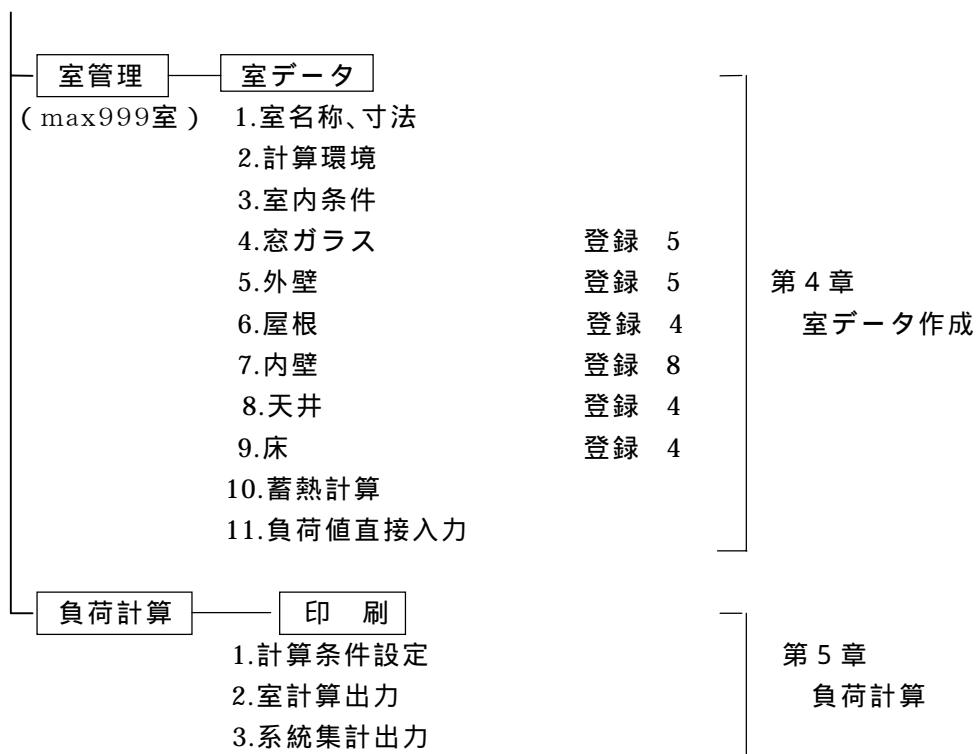 室管理 室データ
(max999室) 1.室名称、寸法
2.計算環境
3.室内条件
4.窓ガラス 登録 5
5.外壁 登録 5 第4章
6.屋根 登録 4 室データ作成
7.内壁 登録 8
8.天井 登録 4
9.床 登録 4
10.蓄熱計算
11.負荷値直接入力
負荷計算 印 刷
1.計算条件設定 第5章
2.室計算出力 負荷計算
3.系統集計出力